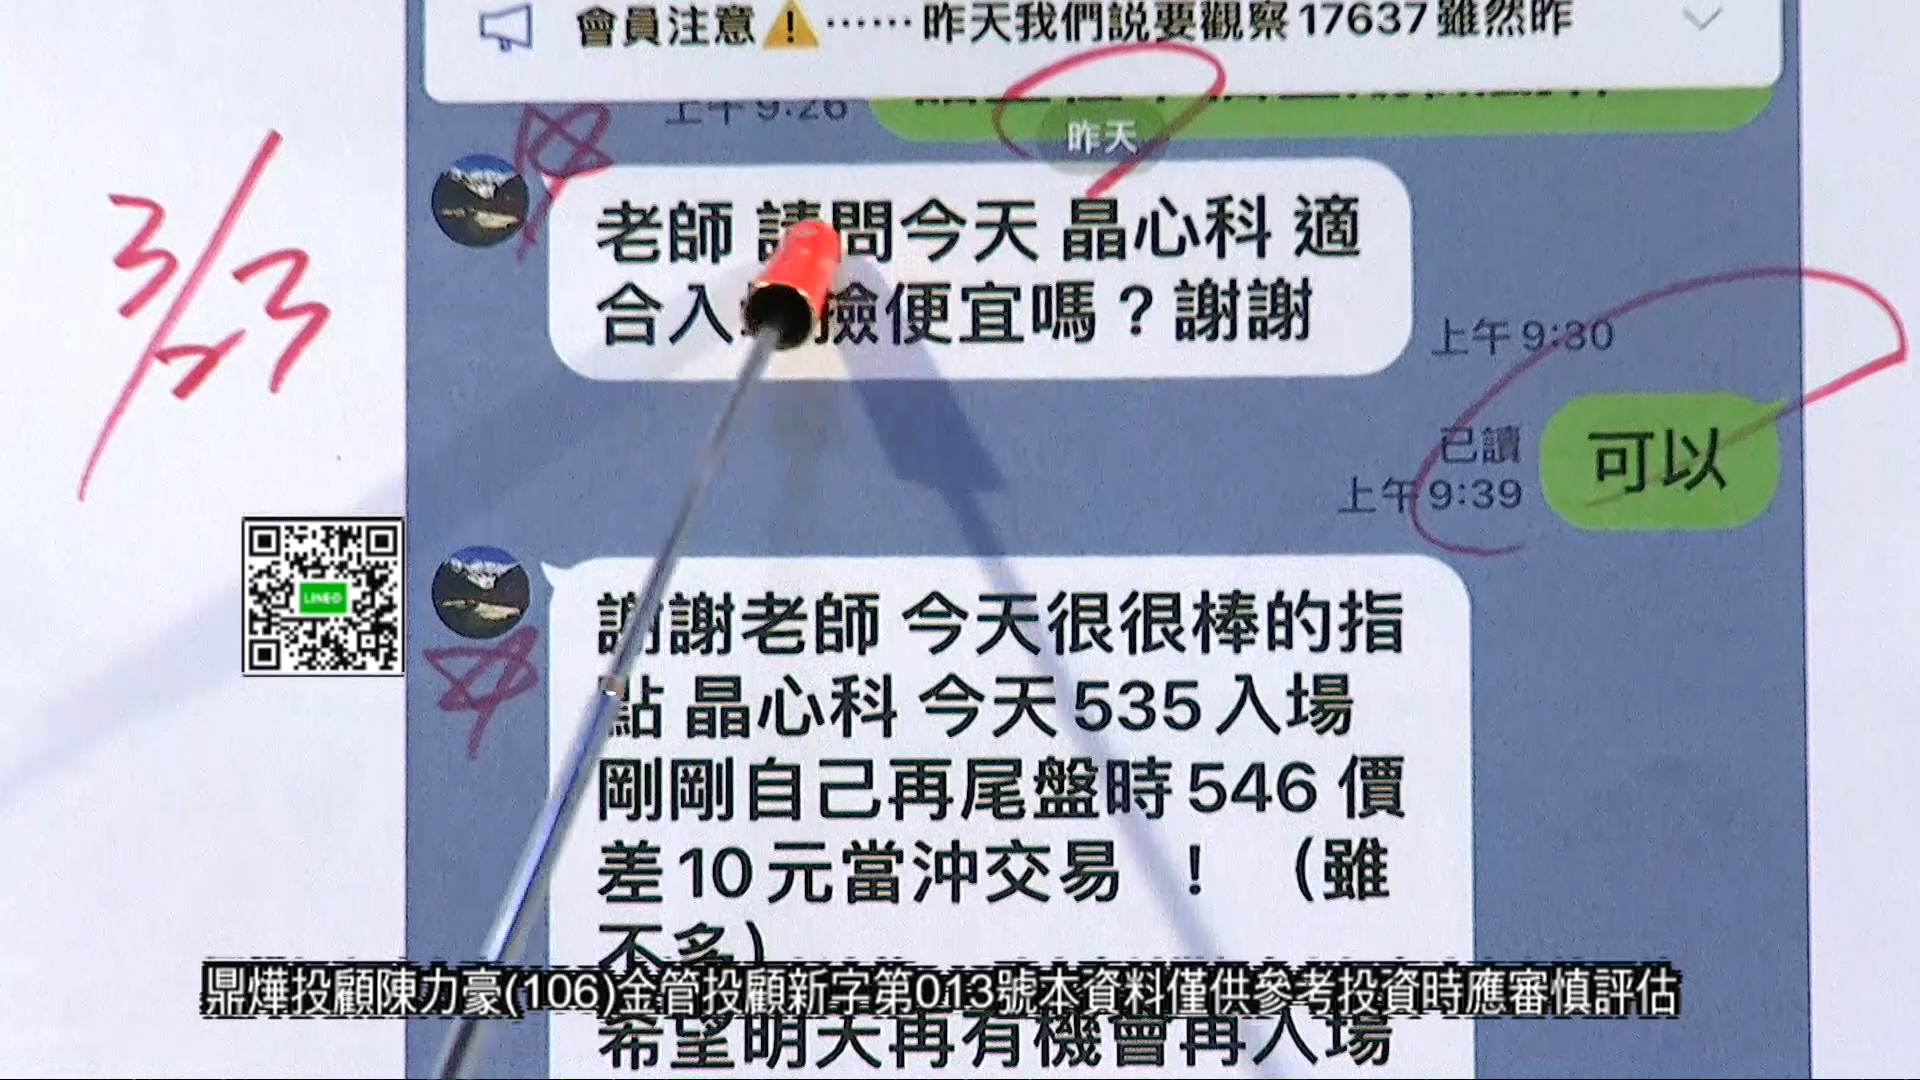 會員注意⚠️……昨天我們説要觀察17637雖然昨
上午9:26
昨天
3/23
老師 請問今天 晶心科 適
合入場撿便宜嗎？謝謝
上午9:30
已讀
上午9:39
可以
謝謝老師 今天很很棒的指
點 晶心科 今天535入場
剛剛自己再尾盤時546 價
差10元當沖交易 ！（雖
不多）
希望明天再有機會再入場
LINE
鼎燁投顧陳力豪(106)金管投顧新字第013號本資料僅供參考投資時應審慎評估